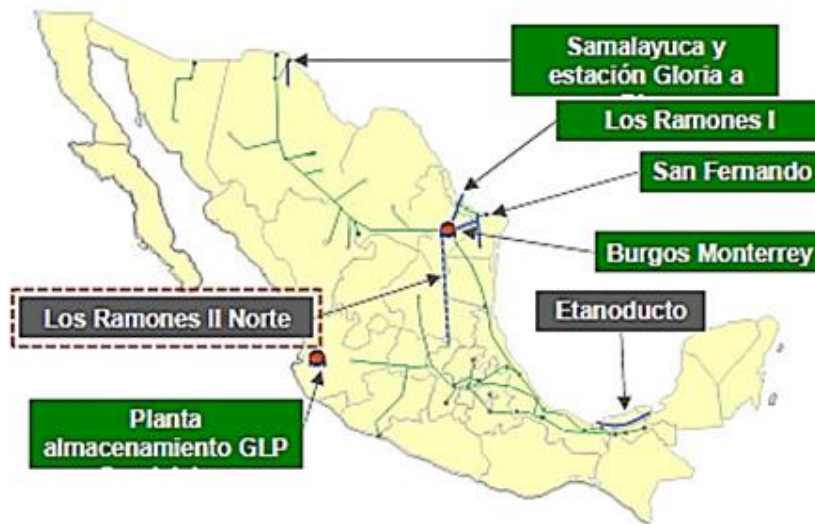 Samalayuca y
estación Gloria a
Los Ramones I
San Fernando
Burgos Monterrey
Los Ramones II Norte
Etanoducto
Planta
almacenamiento GLP